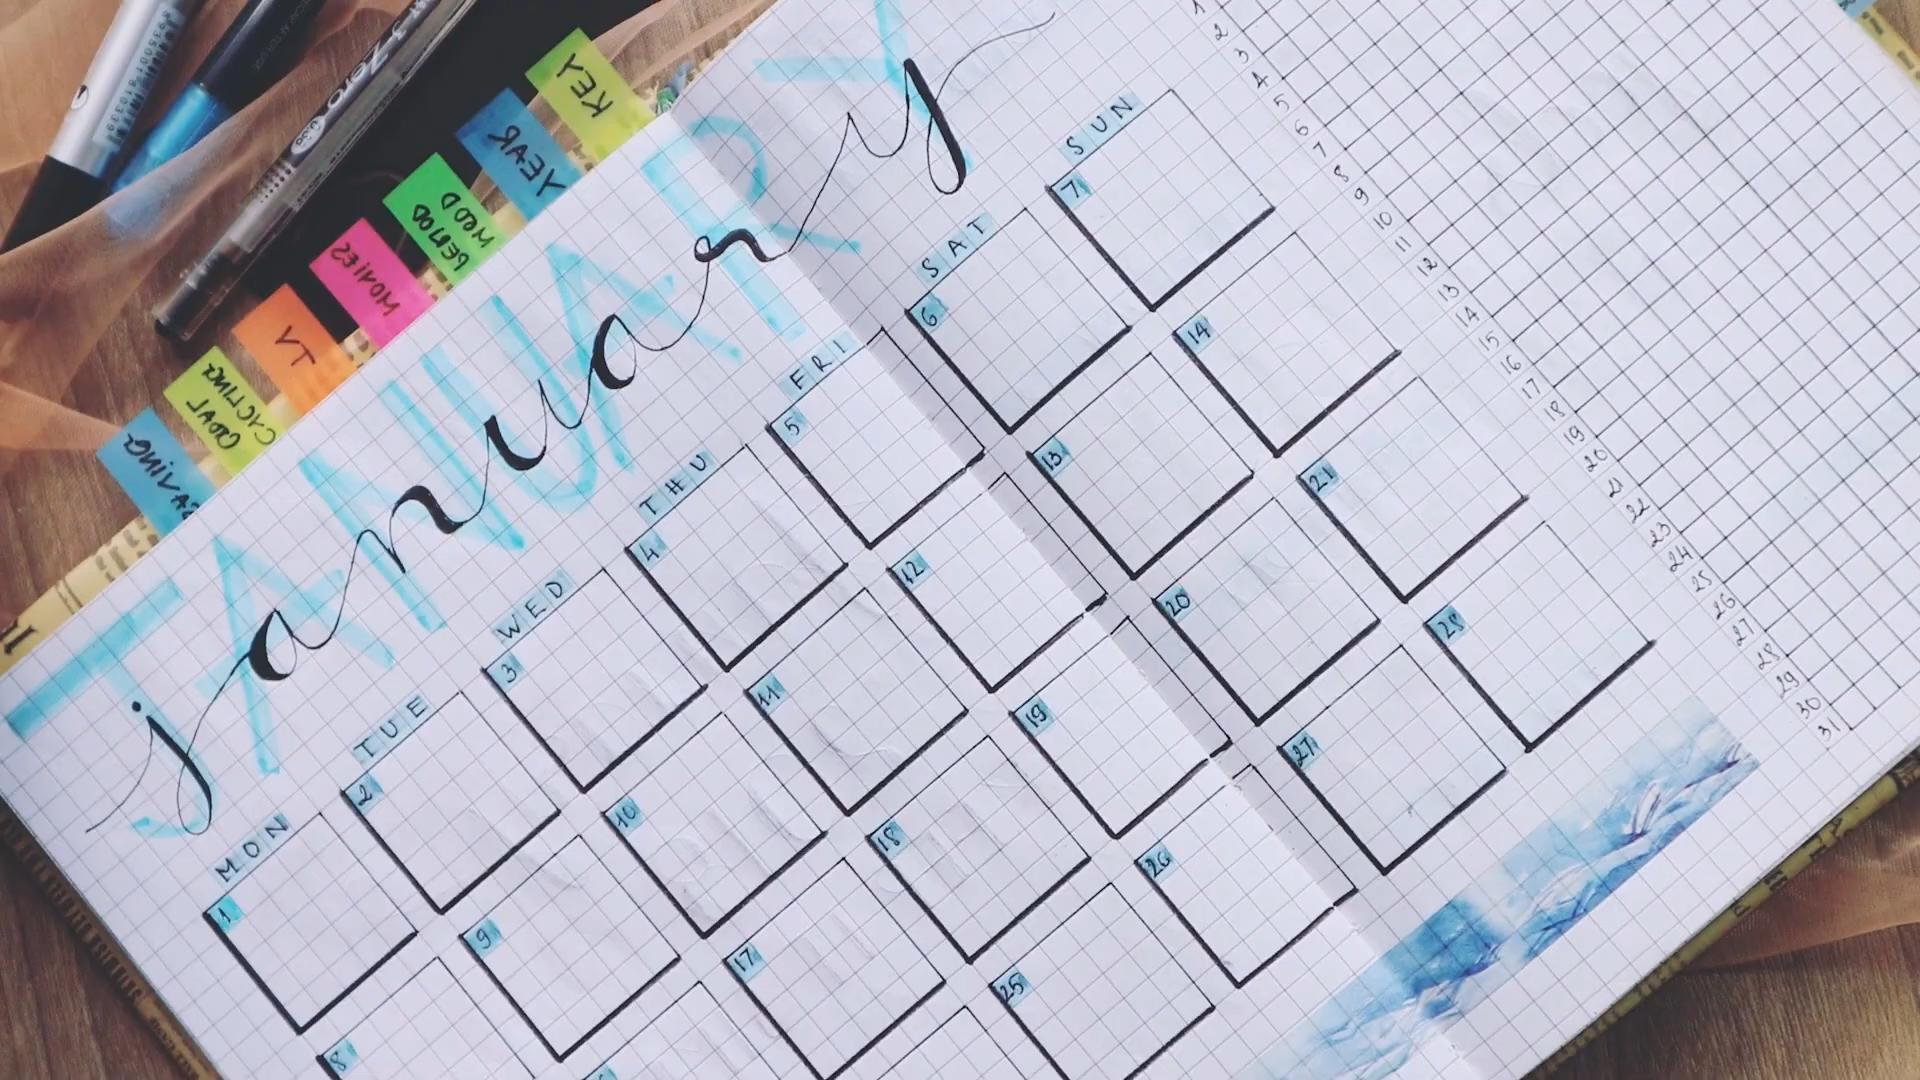 KEY
YEAR
PERIOD
MOOD
MOVIES
TV
GOAL
CYCLING
SAVING
JANUARY
january
MON TUE WED THU FRI SAT SUN
1 2 3 4 5 6 7
8 9 10 11 12 13 14
17 18 19 20 21
25 26 27 28
1
2
3
4
5
6
7
8
9
10
11
12
13
14
15
16
17
18
19
20
21
22
23
24
25
26
27
28
29
30
31
Zero